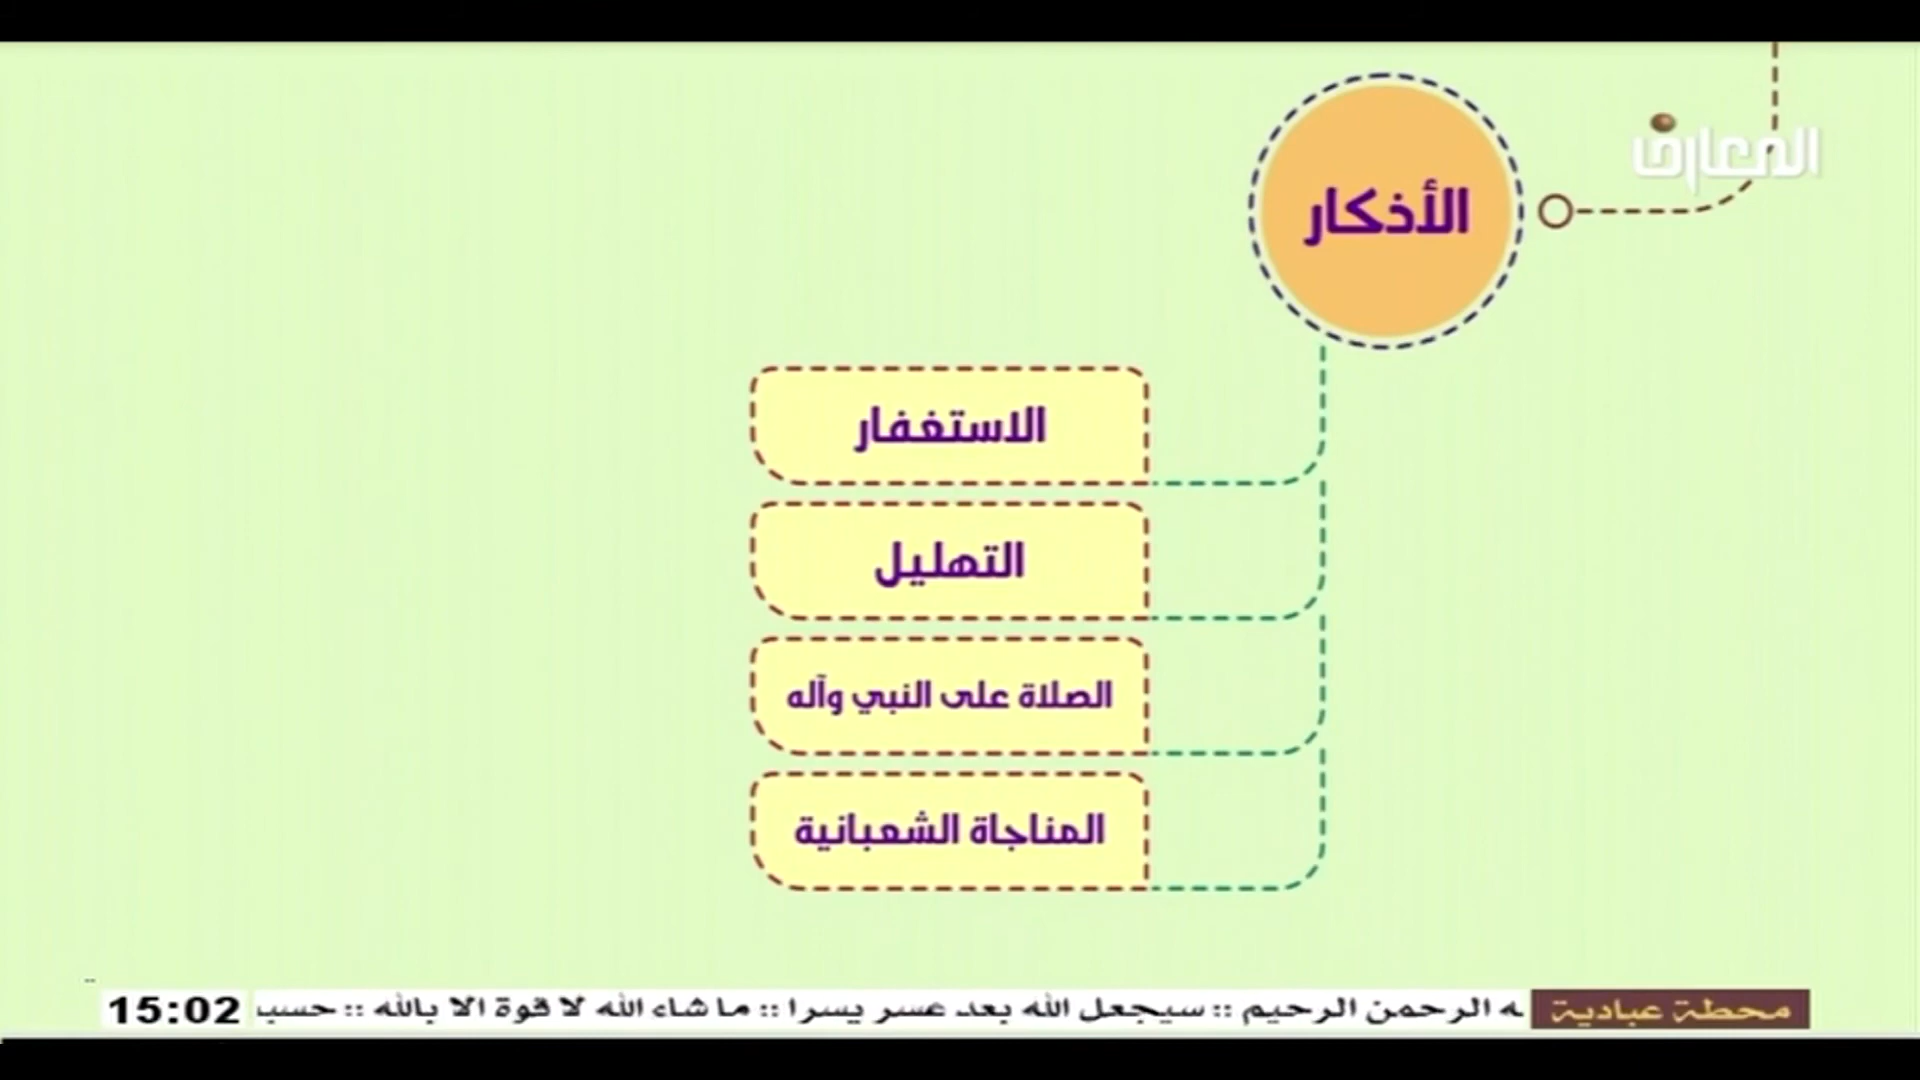 المعارف
الأذكار
الاستغفار
التهليل
الصلاة على النبي وآله
المناجاة الشعبانية
محطة عبادية
ـه الرحمن الرحيم :: سيجعل الله بعد عسر يسرا :: ما شاء الله لا قوة الا بالله :: حسب
15:02